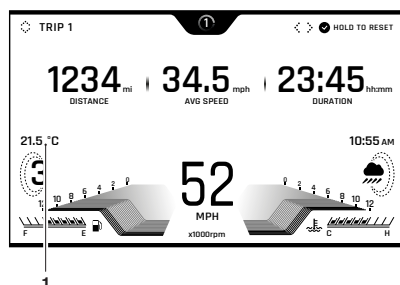 TRIP 1
1
HOLD TO RESET
1234 mi
34.5 mph
23:45 hh:mm
DISTANCE
AVG SPEED
DURATION
21.5 °C
10:55 AM
3
52
MPH
x1000rpm
12 10 8 6 4 2 0
0 2 4 6 8 10 12
F E
C H
1